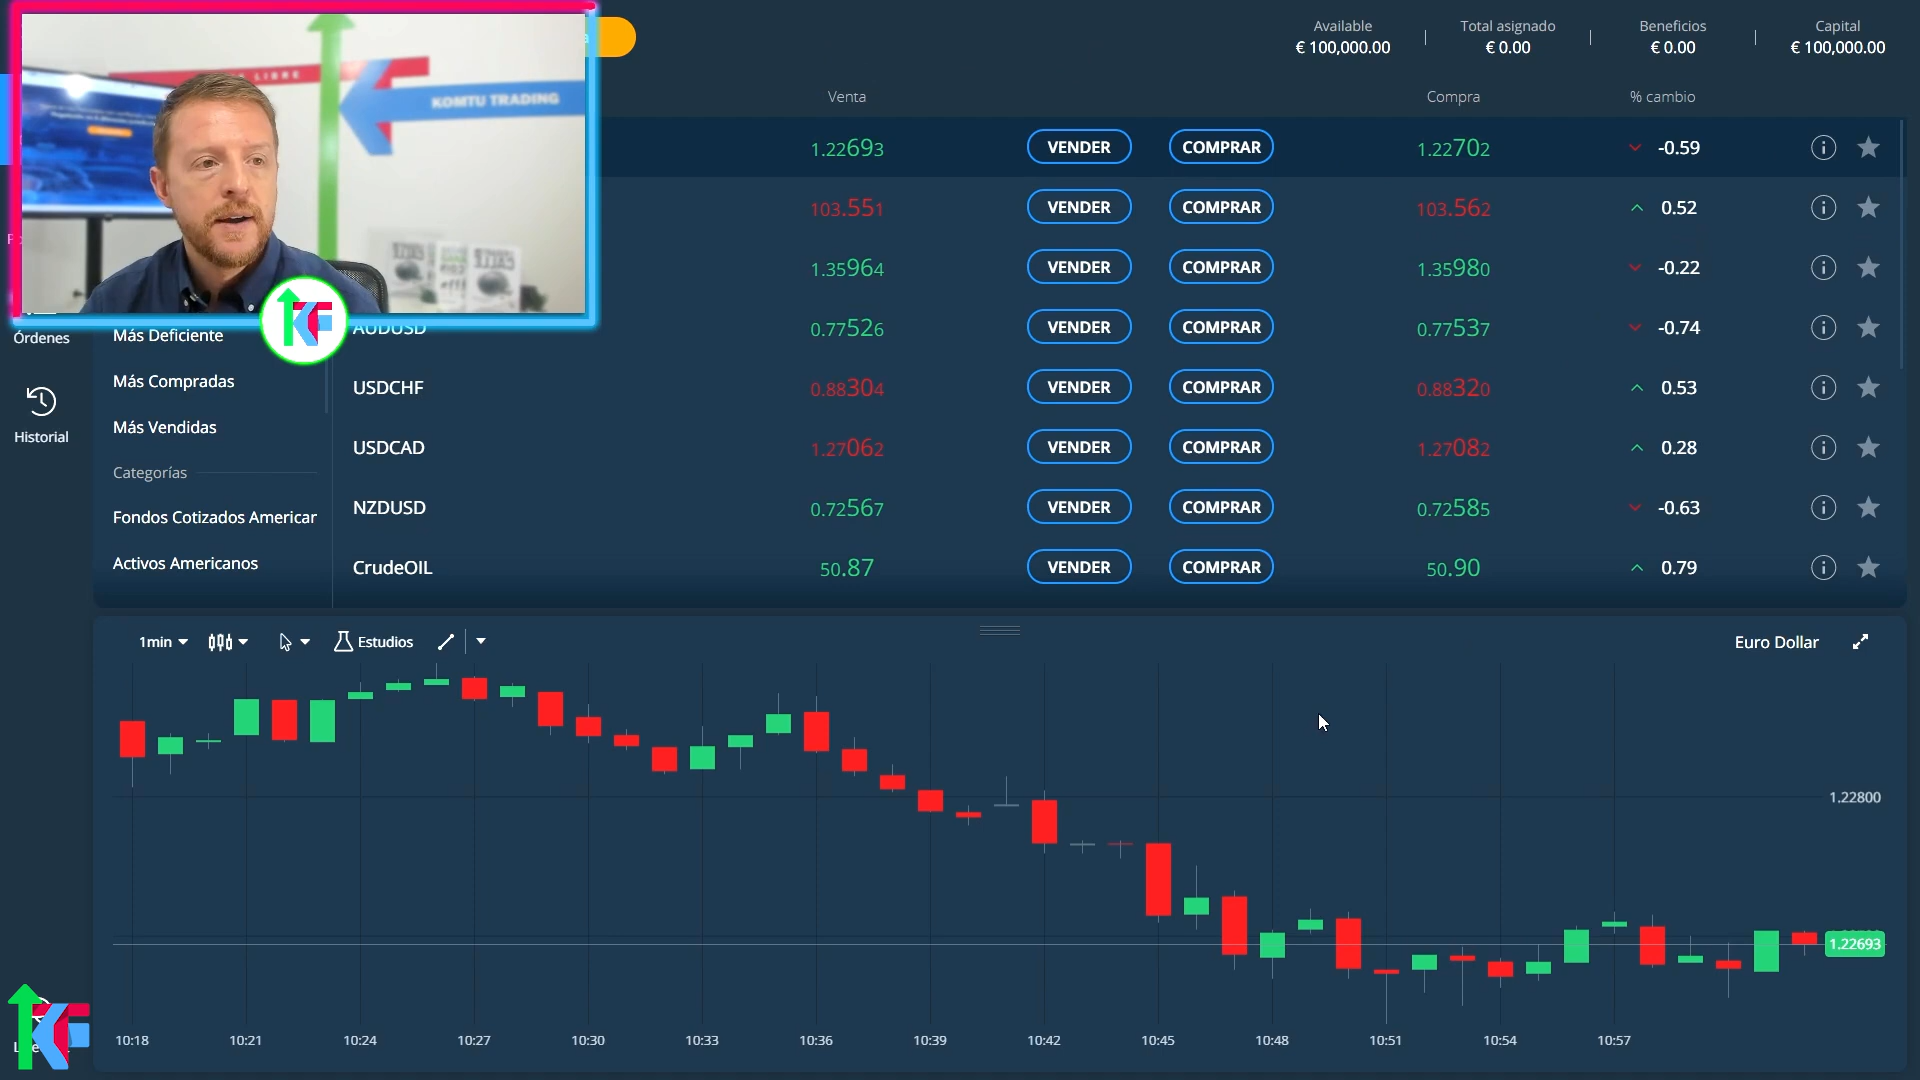 Available
€ 100,000.00
Total asignado
€ 0.00
Beneficios
€ 0.00
Capital
€ 100,000.00
LIBRE
KOMTU TRADING
Venta
Compra
% cambio
1.22693 VENDER COMPRAR 1.22702 -0.59
103.551 VENDER COMPRAR 103.562 0.52
1.35964 VENDER COMPRAR 1.35980 -0.22
AUDUSD 0.77526 VENDER COMPRAR 0.77537 -0.74
USDCHF 0.88304 VENDER COMPRAR 0.88320 0.53
USDCAD 1.27062 VENDER COMPRAR 1.27082 0.28
NZDUSD 0.72567 VENDER COMPRAR 0.72585 -0.63
CrudeOIL 50.87 VENDER COMPRAR 50.90 0.79
Órdenes
Historial
Más Deficiente
Más Compradas
Más Vendidas
Categorías
Fondos Cotizados American
Activos Americanos
1min
Estudios
Euro Dollar
1.22800
1.22693
10:18 10:21 10:24 10:27 10:30 10:33 10:36 10:39 10:42 10:45 10:48 10:51 10:54 10:57